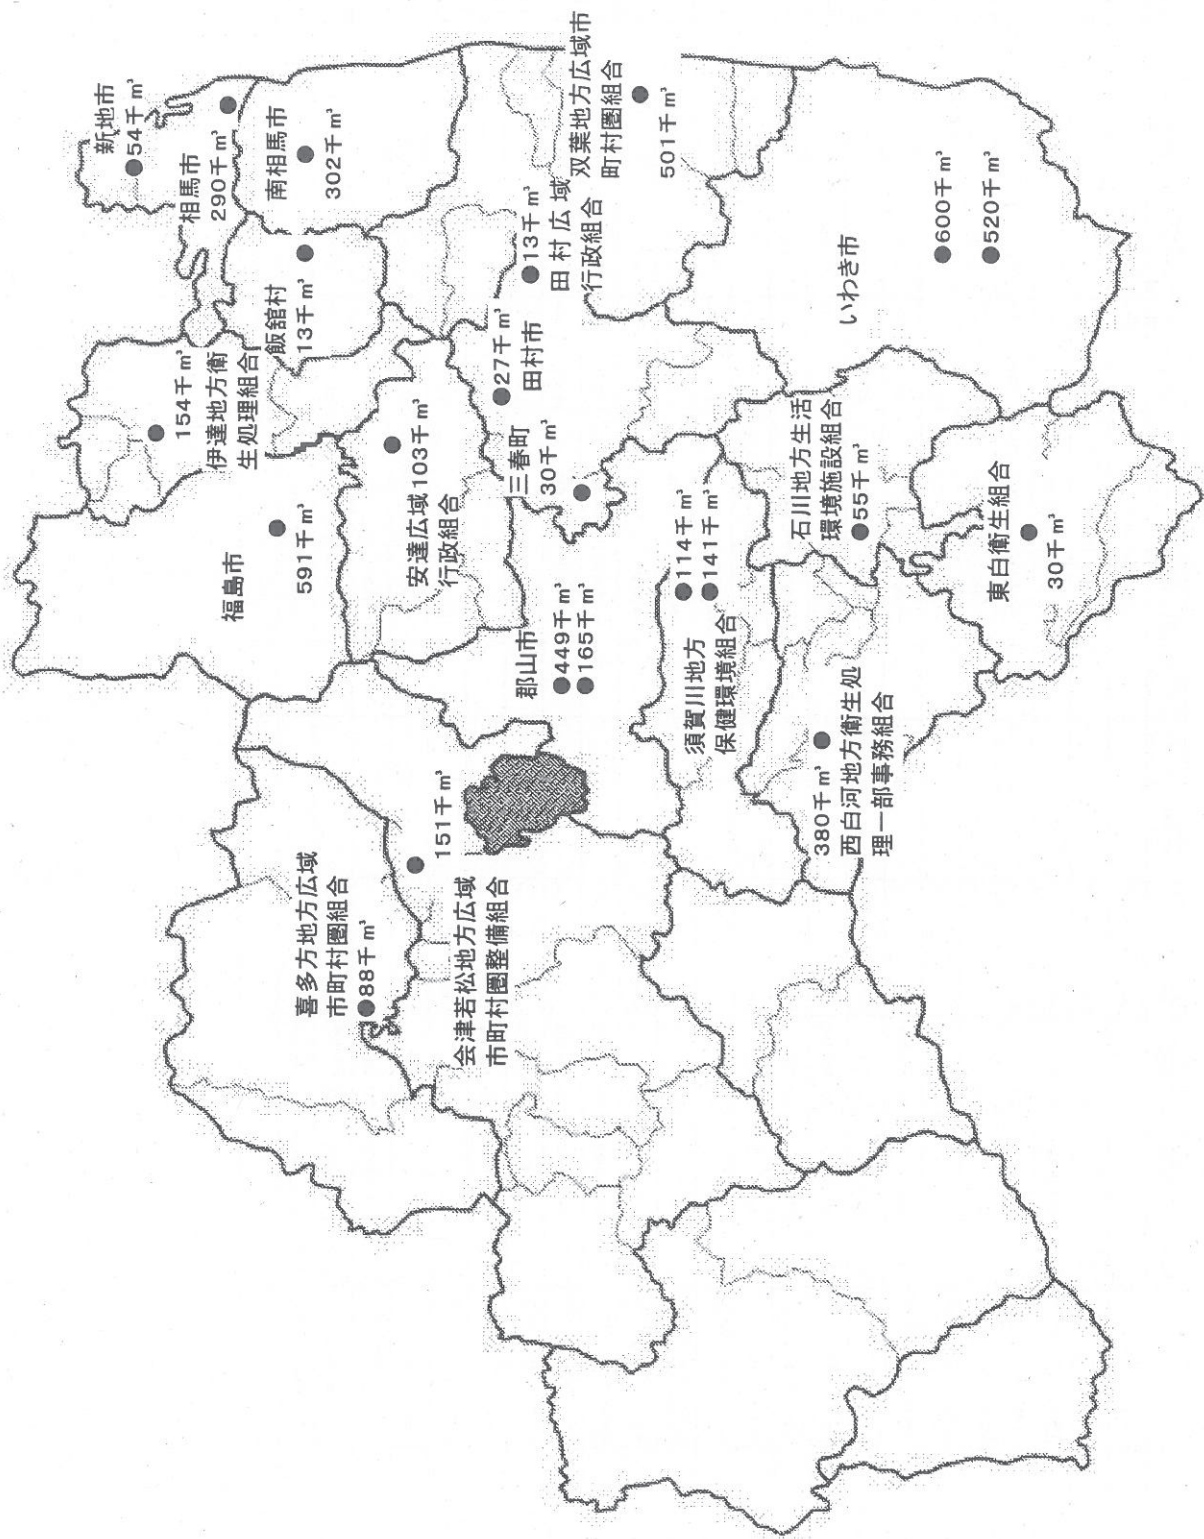 新地市
●54千㎥
相馬市
290千㎥
南相馬市
302千㎥
飯舘村
13千㎥
154千㎥
伊達地方衛
生処理組合
福島市
591千㎥
安達広域103千㎥
行政組合
●27千㎥
田村市
●13千㎥
田村広域
行政組合
双葉地方広域市
町村圏組合
501千㎥
三春町
30千㎥
郡山市
●449千㎥
●165千㎥
喜多方地方広域
市町村圏組合
●88千㎥
151千㎥
会津若松地方広域
市町村圏整備組合
●114千㎥
●141千㎥
須賀川地方
保健環境組合
石川地方生活
環境施設組合
●55千㎥
いわき市
●600千㎥
●520千㎥
380千㎥
西白河地方衛生処
理一部事務組合
東白衛生組合
30千㎥